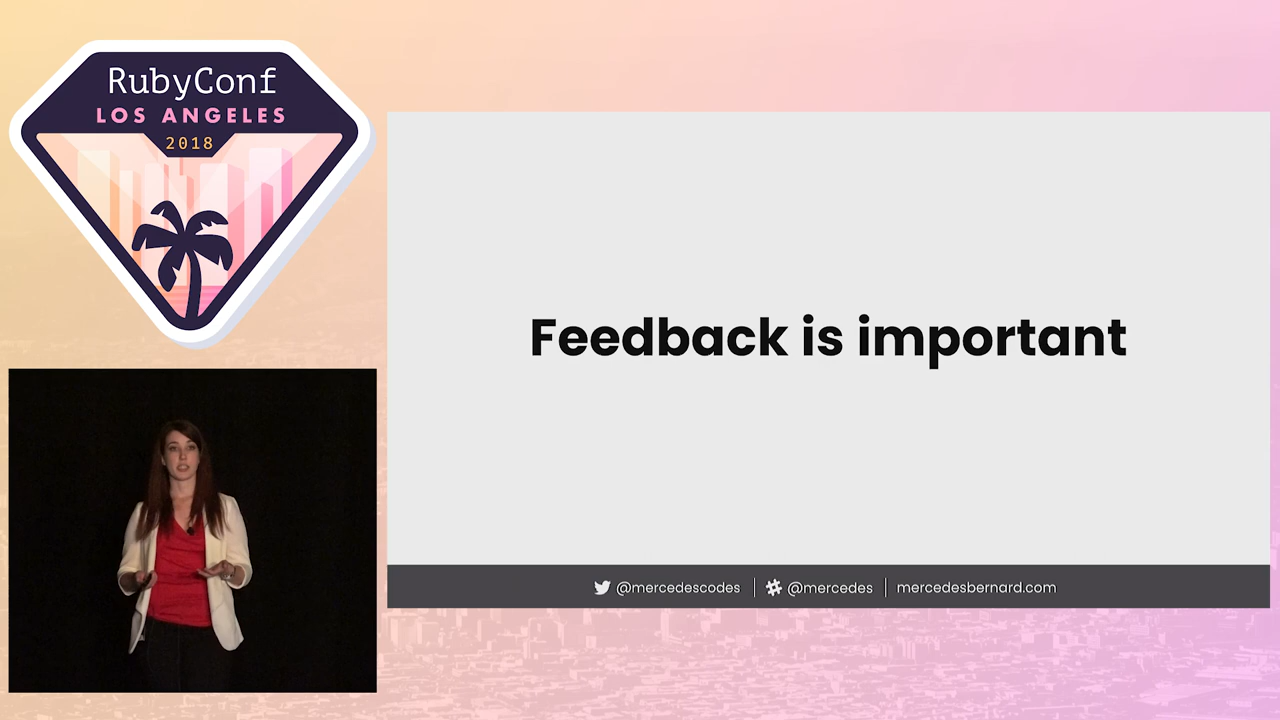 RubyConf
LOS ANGELES
2018
Feedback is important
@mercedescodes
@mercedes
mercedesbernard.com